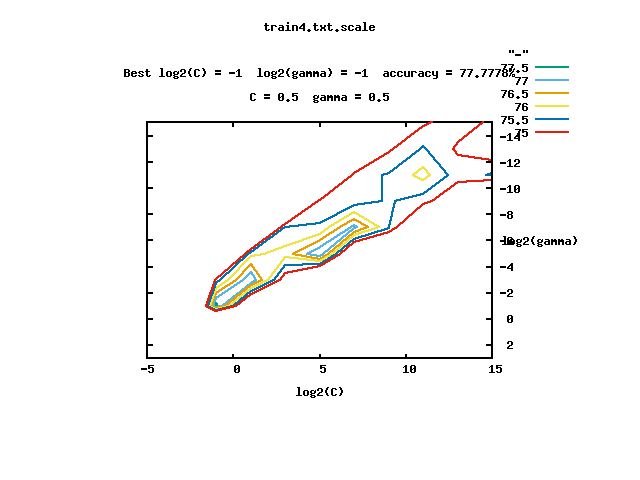 train4.txt.scale
"-"
Best log2(C) = -1  log2(gamma) = -1  accuracy = 77.7778%
77.5
77
C = 0.5  gamma = 0.5
76.5
76
75.5
75
-14
-12
-10
-8
-6
log2(gamma)
-4
-2
0
2
-5 0 5 10 15
log2(C)